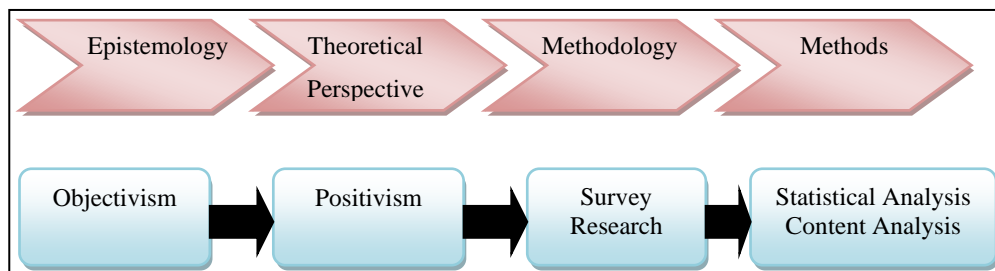 Epistemology
Theoretical
Perspective
Methodology
Methods
Objectivism
Positivism
Survey
Research
Statistical Analysis
Content Analysis